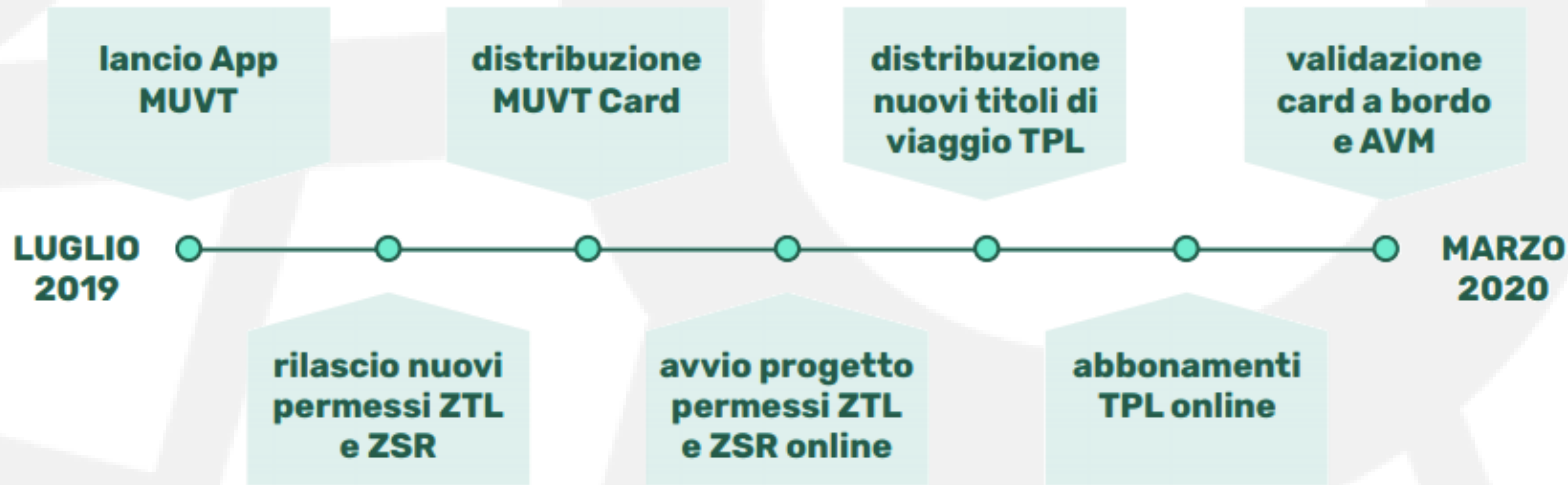 lancio App
MUVT
distribuzione
MUVT Card
distribuzione
nuovi titoli di
viaggio TPL
validazione
card a bordo
e AVM
LUGLIO
2019
MARZO
2020
rilascio nuovi
permessi ZTL
e ZSR
avvio progetto
permessi ZTL
e ZSR online
abbonamenti
TPL online